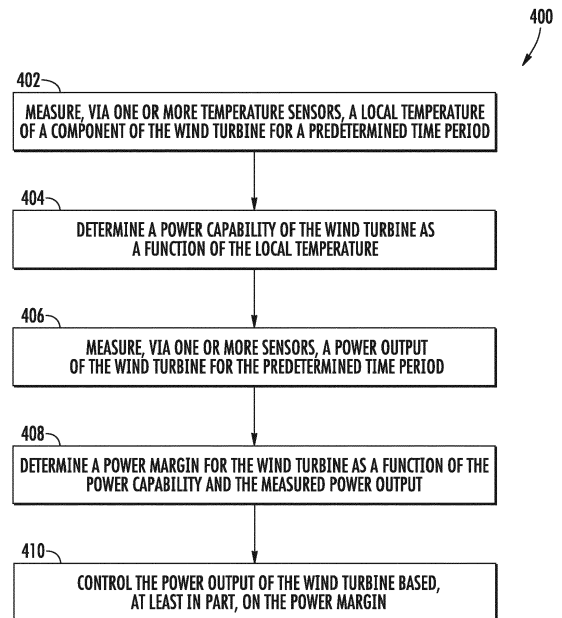 400
402
MEASURE, VIA ONE OR MORE TEMPERATURE SENSORS, A LOCAL TEMPERATURE
OF A COMPONENT OF THE WIND TURBINE FOR A PREDETERMINED TIME PERIOD
404
DETERMINE A POWER CAPABILITY OF THE WIND TURBINE AS
A FUNCTION OF THE LOCAL TEMPERATURE
406
MEASURE, VIA ONE OR MORE SENSORS, A POWER OUTPUT
OF THE WIND TURBINE FOR THE PREDETERMINED TIME PERIOD
408
DETERMINE A POWER MARGIN FOR THE WIND TURBINE AS A FUNCTION OF THE
POWER CAPABILITY AND THE MEASURED POWER OUTPUT
410
CONTROL THE POWER OUTPUT OF THE WIND TURBINE BASED,
AT LEAST IN PART, ON THE POWER MARGIN